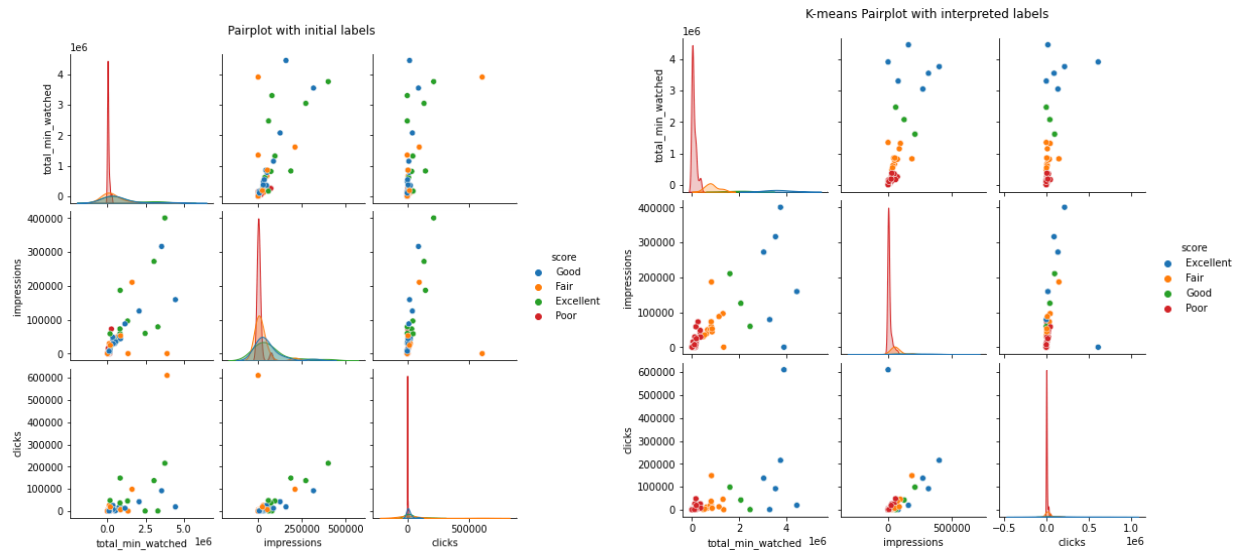 Pairplot with initial labels
1e6
4
3
2
1
0
total_min_watched
400000
300000
200000
100000
0
impressions
600000
500000
400000
300000
200000
100000
0
clicks
0.0 2.5 5.0
1e6
total_min_watched
0 250000 500000
impressions
0 500000
clicks
score
Good
Fair
Excellent
Poor
K-means Pairplot with interpreted labels
1e6
4
3
2
1
0
total_min_watched
400000
300000
200000
100000
0
impressions
600000
500000
400000
300000
200000
100000
0
clicks
0 2 4
1e6
total_min_watched
0 500000
impressions
−0.5 0.0 0.5 1.0
1e6
clicks
score
Excellent
Fair
Good
Poor